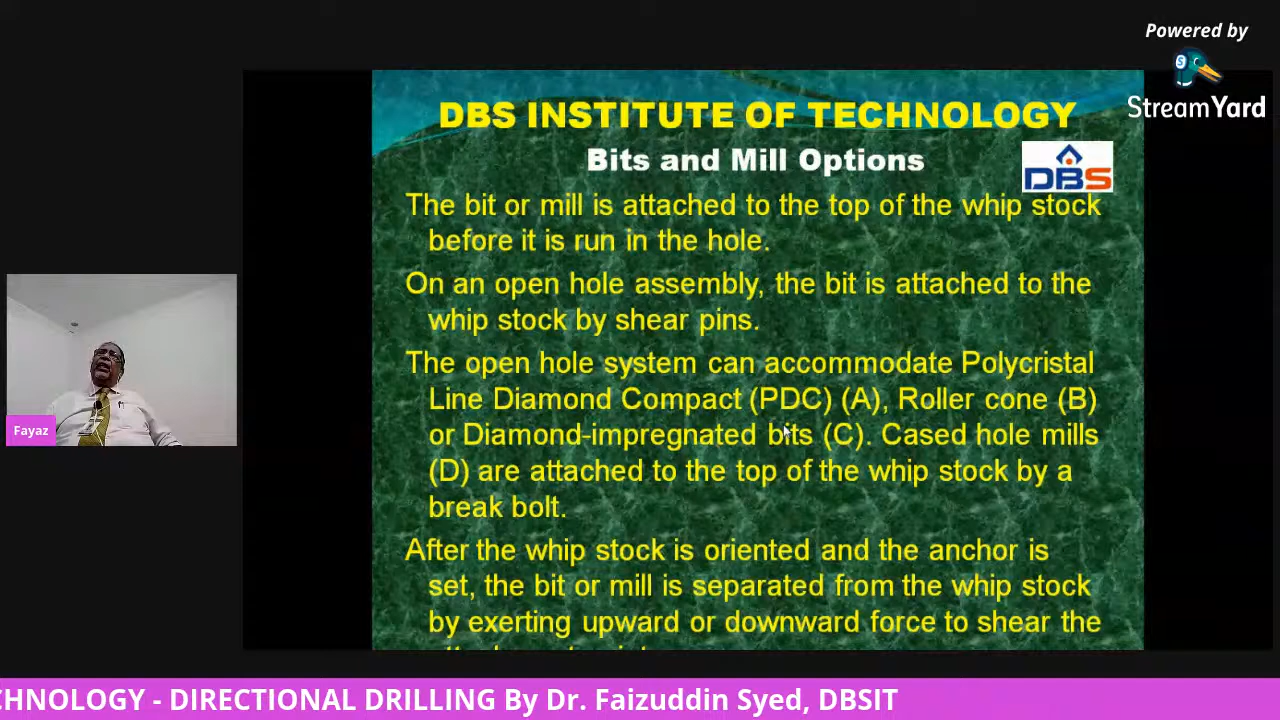 Powered by
StreamYard
DBS INSTITUTE OF TECHNOLOGY
Bits and Mill Options
DBS
The bit or mill is attached to the top of the whip stock
before it is run in the hole.
On an open hole assembly, the bit is attached to the
whip stock by shear pins.
The open hole system can accommodate Polycristal
Line Diamond Compact (PDC) (A), Roller cone (B)
or Diamond-impregnated bits (C). Cased hole mills
(D) are attached to the top of the whip stock by a
break bolt.
After the whip stock is oriented and the anchor is
set, the bit or mill is separated from the whip stock
by exerting upward or downward force to shear the
Fayaz
CHNOLOGY - DIRECTIONAL DRILLING By Dr. Faizuddin Syed, DBSIT